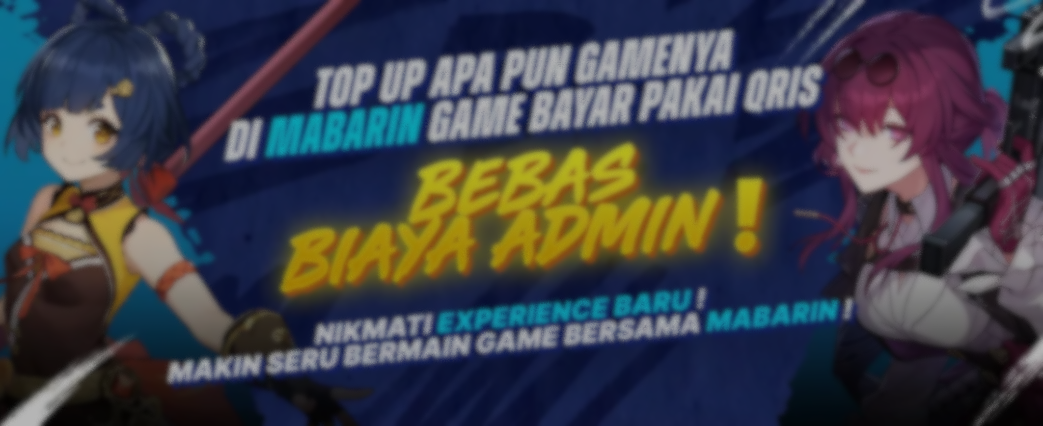 TOP UP APA PUN GAMENYA
DI MABARIN GAME BAYAR PAKAI QRIS
BEBAS
BIAYA ADMIN !
NIKMATI EXPERIENCE BARU !
MAKIN SERU BERMAIN GAME BERSAMA MABARIN !